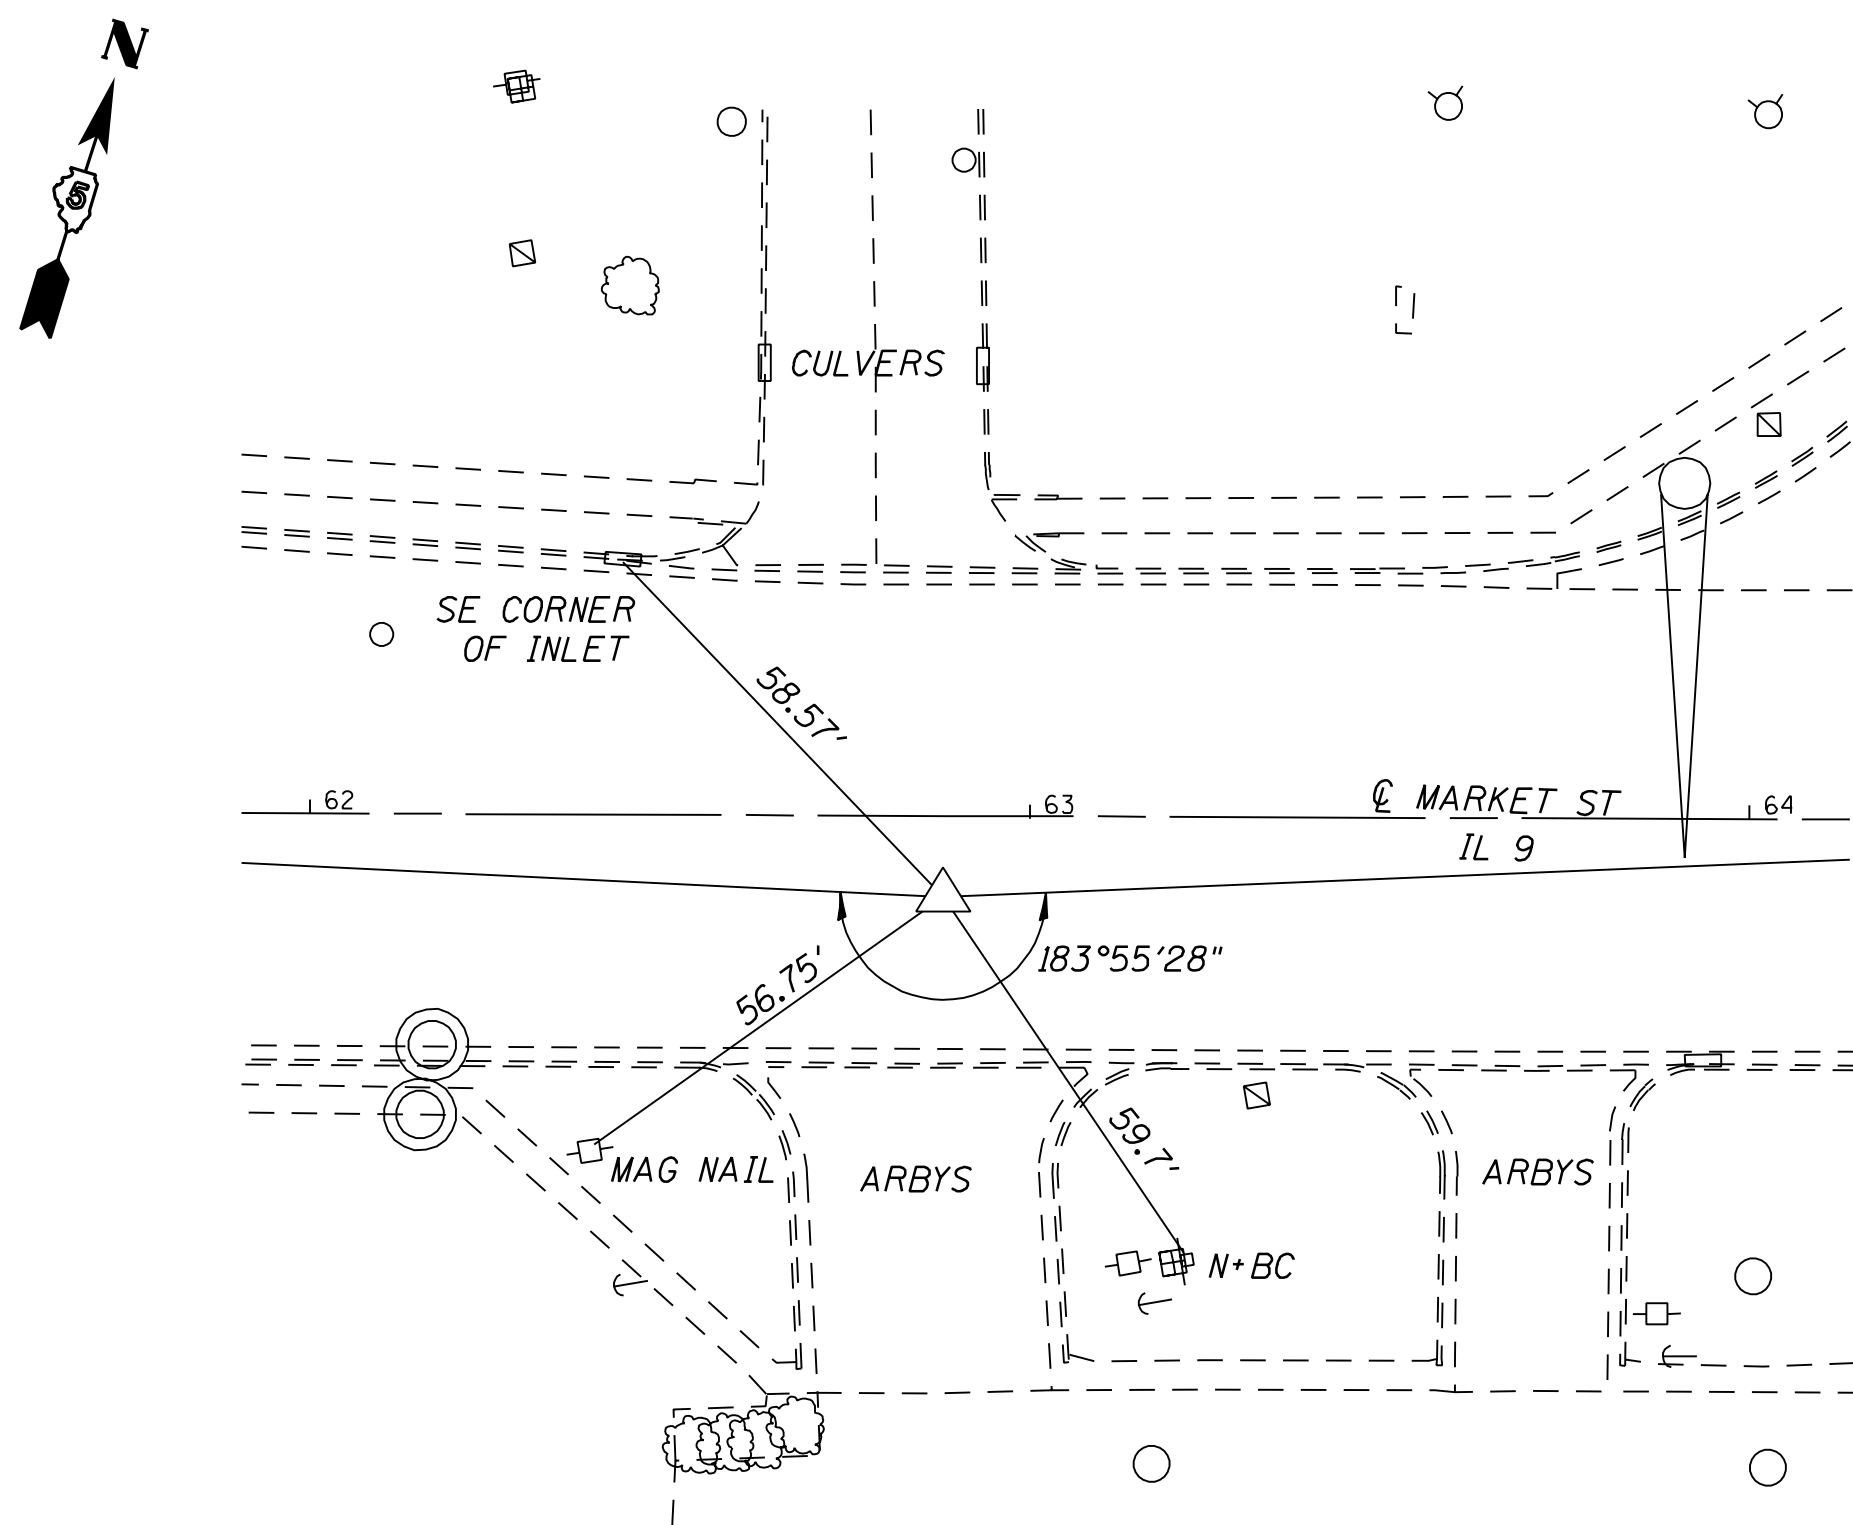 N
5
CULVERS
SE CORNER
OF INLET
58.57'
62
63
℄ MARKET ST
64
IL 9
183°55'28"
56.75'
59.7'
MAG NAIL
ARBYS
ARBYS
N+BC